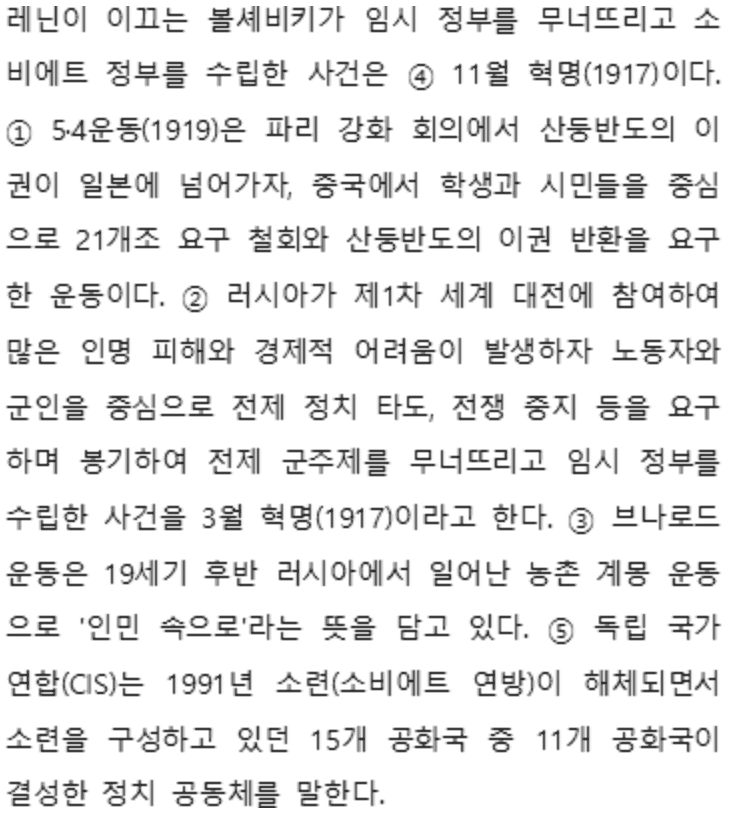 레닌이 이끄는 볼셰비키가 임시 정부를 무너뜨리고 소
비에트 정부를 수립한 사건은 ④ 11월 혁명(1917)이다.
① 5·4운동(1919)은 파리 강화 회의에서 산둥반도의 이
권이 일본에 넘어가자, 중국에서 학생과 시민들을 중심
으로 21개조 요구 철회와 산둥반도의 이권 반환을 요구
한 운동이다. ② 러시아가 제1차 세계 대전에 참여하여
많은 인명 피해와 경제적 어려움이 발생하자 노동자와
군인을 중심으로 전제 정치 타도, 전쟁 중지 등을 요구
하며 봉기하여 전제 군주제를 무너뜨리고 임시 정부를
수립한 사건을 3월 혁명(1917)이라고 한다. ③ 브나로드
운동은 19세기 후반 러시아에서 일어난 농촌 계몽 운동
으로 '인민 속으로'라는 뜻을 담고 있다. ⑤ 독립 국가
연합(CIS)는 1991년 소련(소비에트 연방)이 해체되면서
소련을 구성하고 있던 15개 공화국 중 11개 공화국이
결성한 정치 공동체를 말한다.